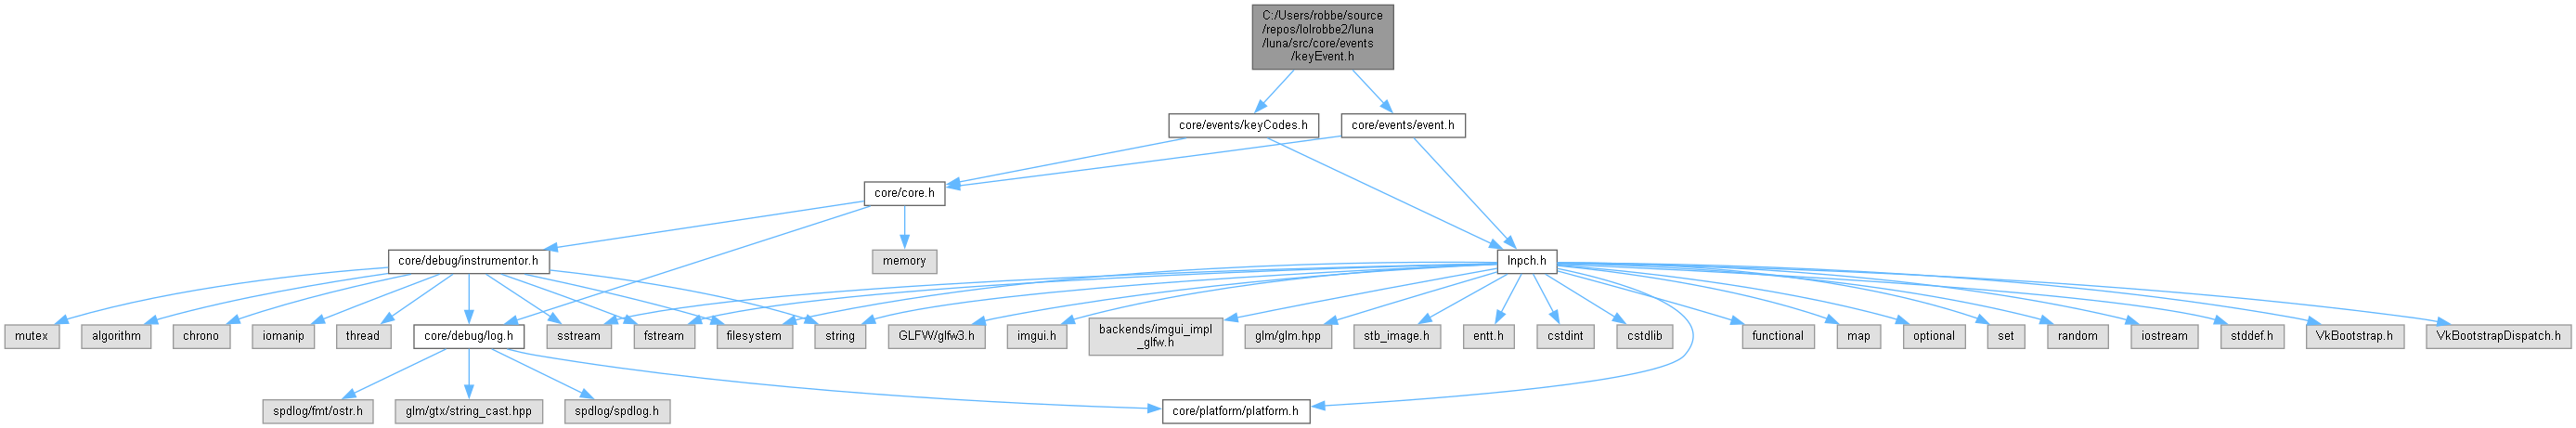 C:/Users/robbe/source
/repos/lolrobbe2/luna
/luna/src/core/events
/keyEvent.h
core/events/keyCodes.h
core/events/event.h
core/core.h
core/debug/instrumentor.h
memory
lnpch.h
mutex
algorithm
chrono
iomanip
thread
core/debug/log.h
sstream
fstream
filesystem
string
GLFW/glfw3.h
imgui.h
backends/imgui_impl
_glfw.h
glm/glm.hpp
stb_image.h
entt.h
cstdint
cstdlib
functional
map
optional
set
random
iostream
stddef.h
VkBootstrap.h
VkBootstrapDispatch.h
spdlog/fmt/ostr.h
glm/gtx/string_cast.hpp
spdlog/spdlog.h
core/platform/platform.h